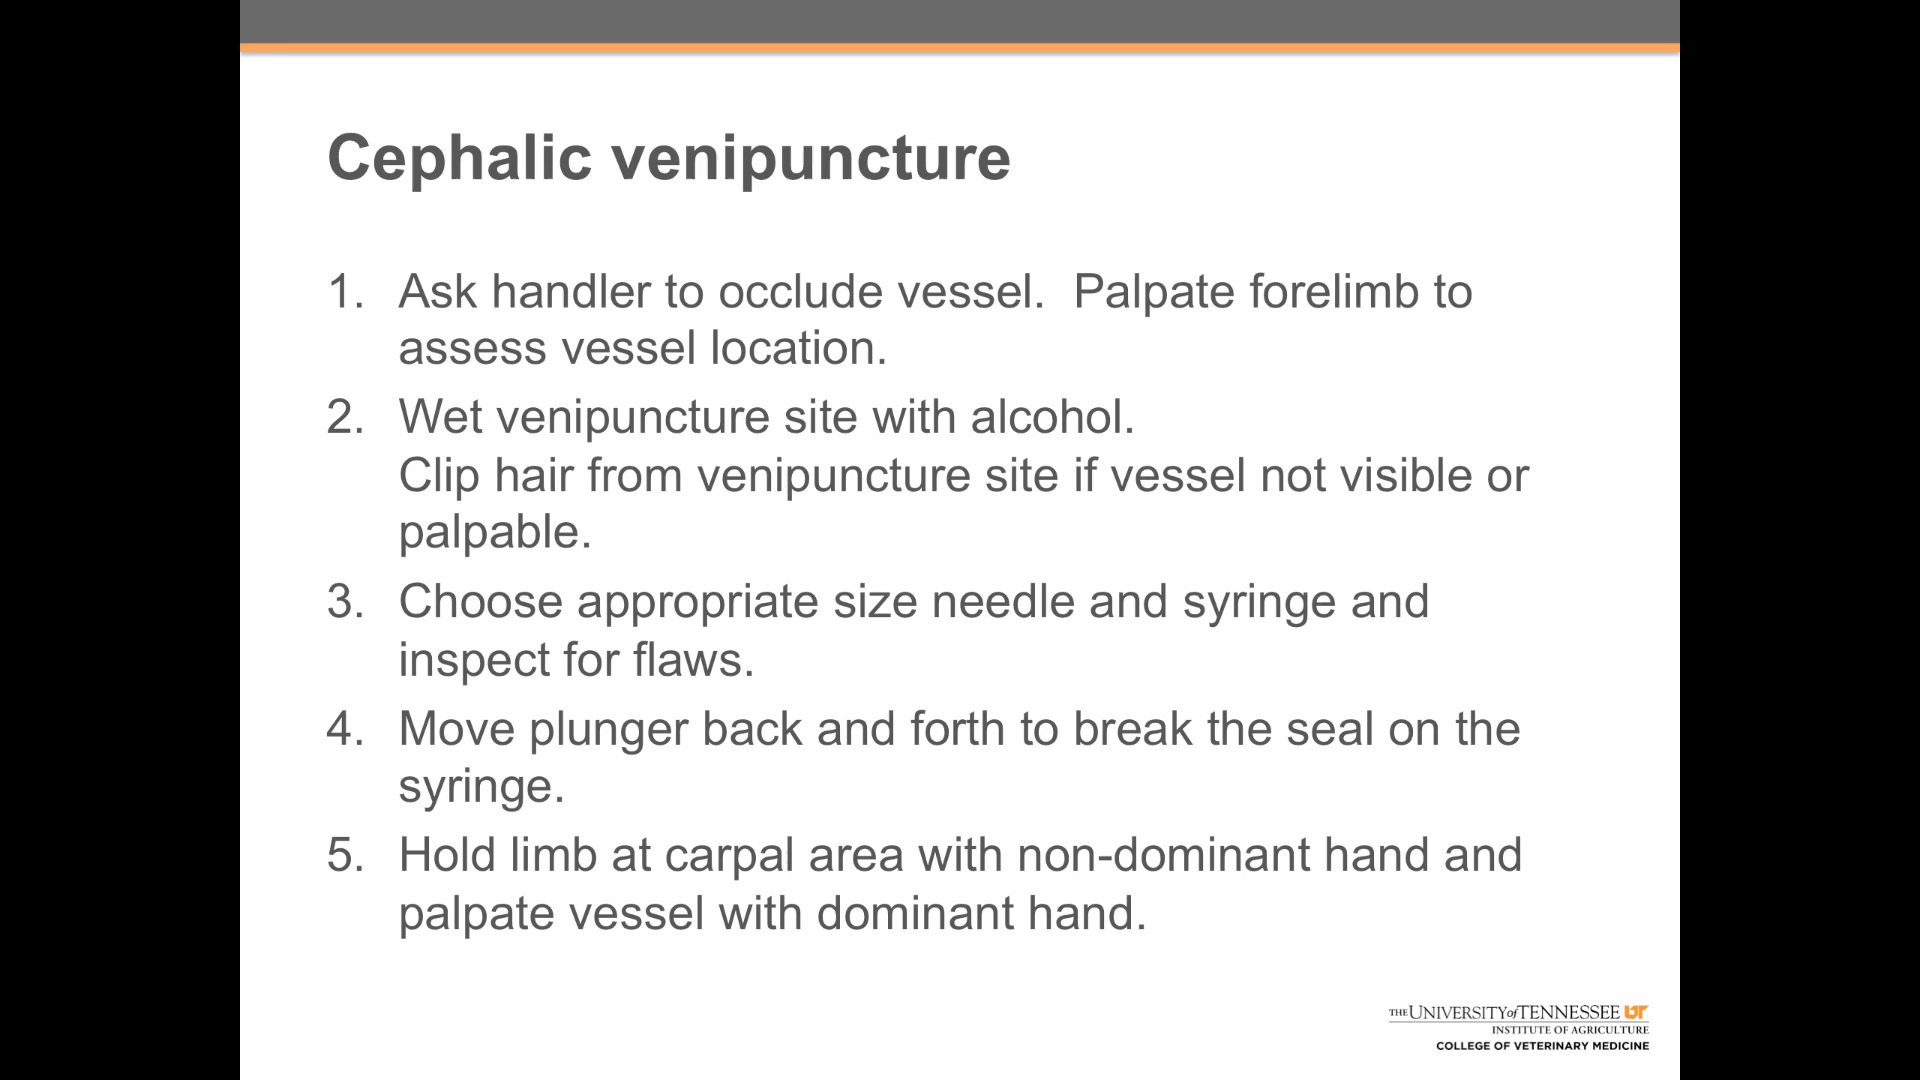 Cephalic venipuncture
1. Ask handler to occlude vessel.  Palpate forelimb to
assess vessel location.
2. Wet venipuncture site with alcohol.
Clip hair from venipuncture site if vessel not visible or
palpable.
3. Choose appropriate size needle and syringe and
inspect for flaws.
4. Move plunger back and forth to break the seal on the
syringe.
5. Hold limb at carpal area with non-dominant hand and
palpate vessel with dominant hand.
THE UNIVERSITY of TENNESSEE UT
INSTITUTE OF AGRICULTURE
COLLEGE OF VETERINARY MEDICINE